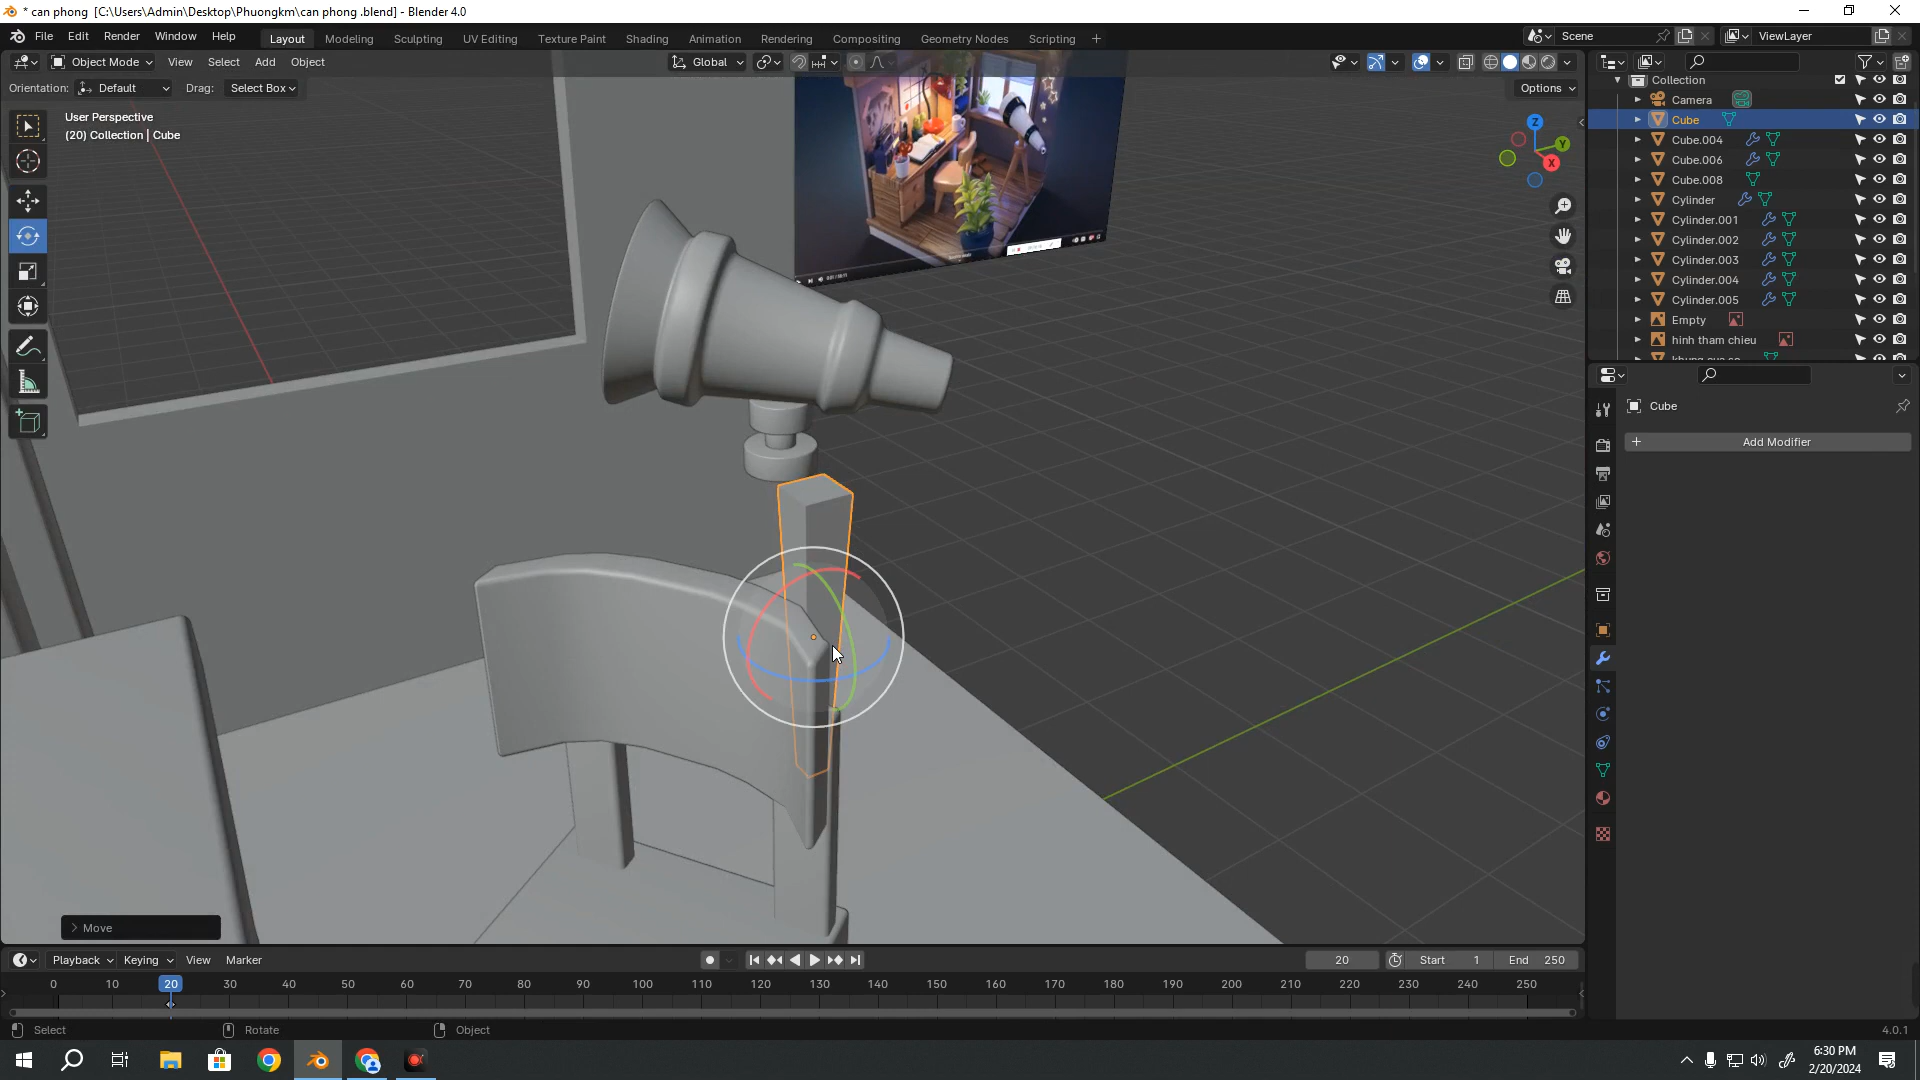 * can phong  [C:\Users\Admin\Desktop\Phuongkm\can phong .blend] - Blender 4.0
File Edit Render Window Help
Layout Modeling Sculpting UV Editing Texture Paint Shading Animation Rendering Compositing Geometry Nodes Scripting +
Scene ViewLayer
Object Mode View Select Add Object Global
Orientation: Default Drag: Select Box Options
User Perspective
(20) Collection | Cube
Z
Y
X
Collection
Camera
Cube
Cube.004
Cube.006
Cube.008
Cylinder
Cylinder.001
Cylinder.002
Cylinder.003
Cylinder.004
Cylinder.005
Empty
hinh tham chieu
khung cua so
Cube
+ Add Modifier
> Move
Playback Keying View Marker 20 Start 1 End 250
0 10 20 30 40 50 60 70 80 90 100 110 120 130 140 150 160 170 180 190 200 210 220 230 240 250
Select Rotate Object 4.0.1
6:30 PM
2/20/2024